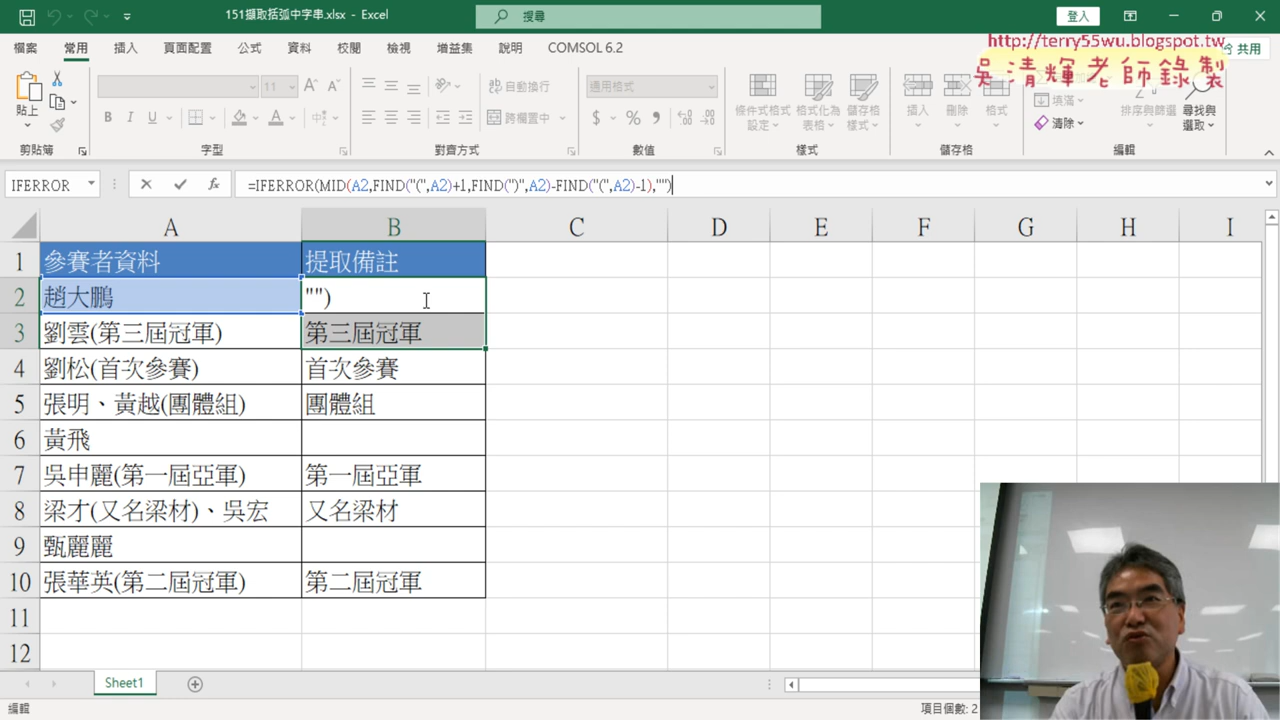 151擷取括弧中字串.xlsx - Excel
搜尋
登入
http://terry55wu.blogspot.tw
吳清輝老師錄製
檔案 常用 插入 頁面配置 公式 資料 校閱 檢視 增益集 說明 COMSOL 6.2 共用
貼上
11
自動換行
跨欄置中
通用格式
條件式格式設定
格式化為表格
儲存格樣式
插入
刪除
格式
填滿
清除
排序與篩選
尋找與選取
剪貼簿 字型 對齊方式 數值 樣式 儲存格 編輯
IFERROR
=IFERROR(MID(A2,FIND("(",A2)+1,FIND(")",A2)-FIND("(",A2)-1),"")
A B C D E F G H I
1 參賽者資料 提取備註
2 趙大鵬 "")
3 劉雲(第三屆冠軍) 第三屆冠軍
4 劉松(首次參賽) 首次參賽
5 張明、黃越(團體組) 團體組
6 黃飛
7 吳申麗(第一屆亞軍) 第一屆亞軍
8 梁才(又名梁材)、吳宏 又名梁材
9 甄麗麗
10 張華英(第二屆冠軍) 第二屆冠軍
11
12
Sheet1
編輯
項目個數: 2